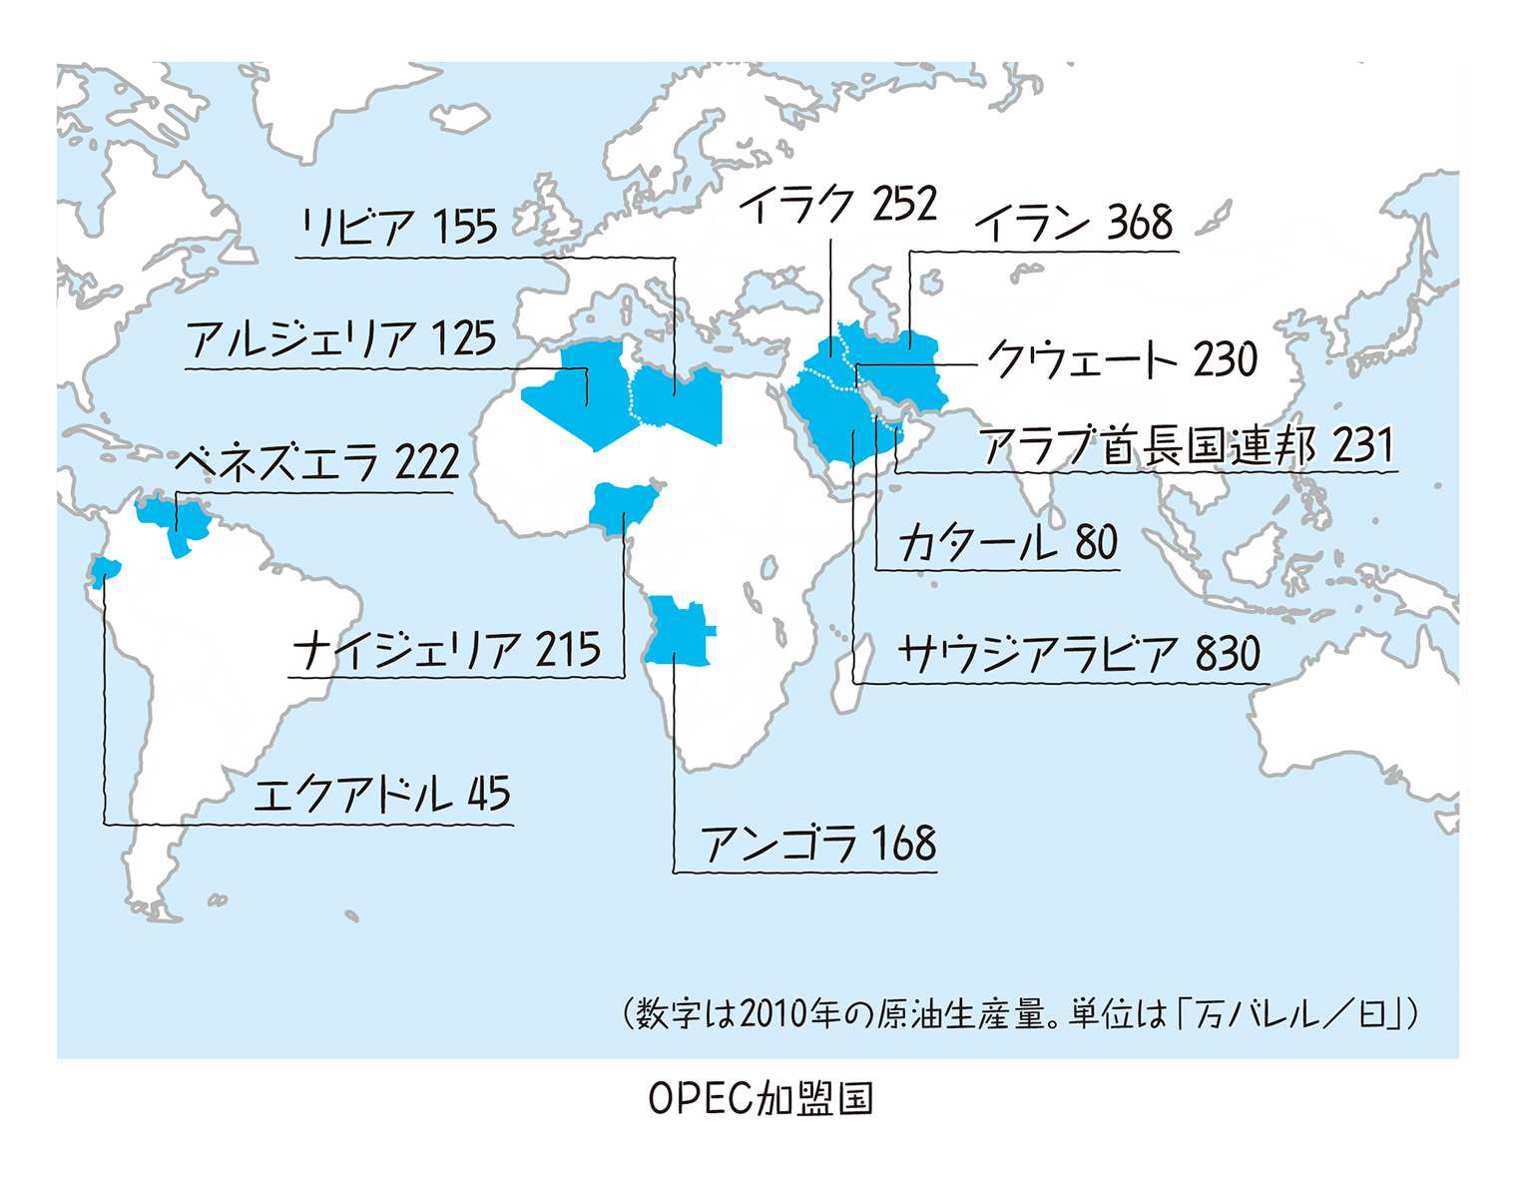 イラク 252
リビア 155
イラン 368
アルジェリア 125
クウェート 230
アラブ首長国連邦 231
ベネズエラ 222
カタール 80
ナイジェリア 215
サウジアラビア 830
エクアドル 45
アンゴラ 168
（数字は2010年の原油生産量。単位は「万バレル／日」）
OPEC加盟国